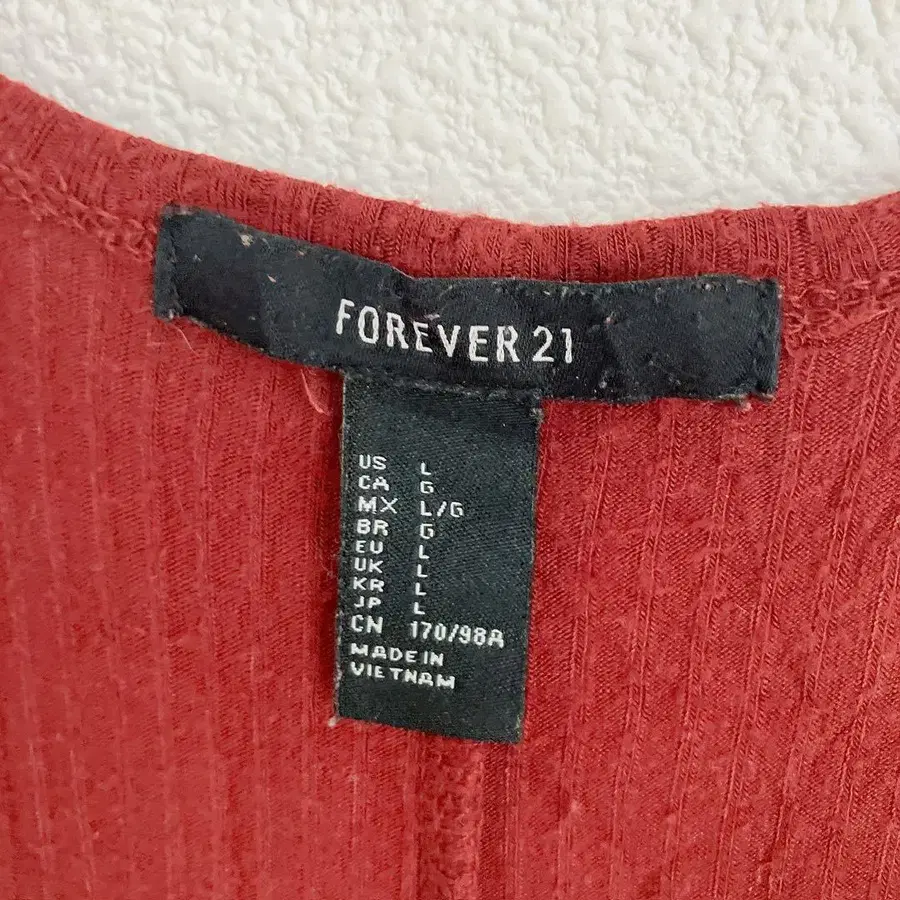 FOREVER 21
US L
CA G
MX L/G
BR G
EU L
UK L
KR L
JP L
CN 170/98A
MADE IN
VIETNAM